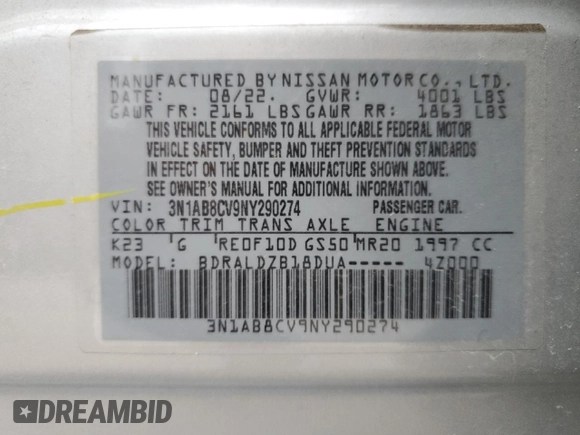 MANUFACTURED BY NISSAN MOTOR CO., LTD.
DATE: 08/22. GVWR: 4001 LBS
GAWR FR: 2161 LBS GAWR RR: 1863 LBS
THIS VEHICLE CONFORMS TO ALL APPLICABLE FEDERAL MOTOR
VEHICLE SAFETY, BUMPER AND THEFT PREVENTION STANDARDS
IN EFFECT ON THE DATE OF MANUFACTURE SHOWN ABOVE.
SEE OWNER'S MANUAL FOR ADDITIONAL INFORMATION.
VIN: 3N1AB8CV9NY290274 PASSENGER CAR.
COLOR TRIM TRANS AXLE ENGINE
K23 G RE0F10D GS50 MR20 1997 CC
MODEL: BDRALDZB18DUA----- 4Z000
3N1AB8CV9NY290274
DREAMBID